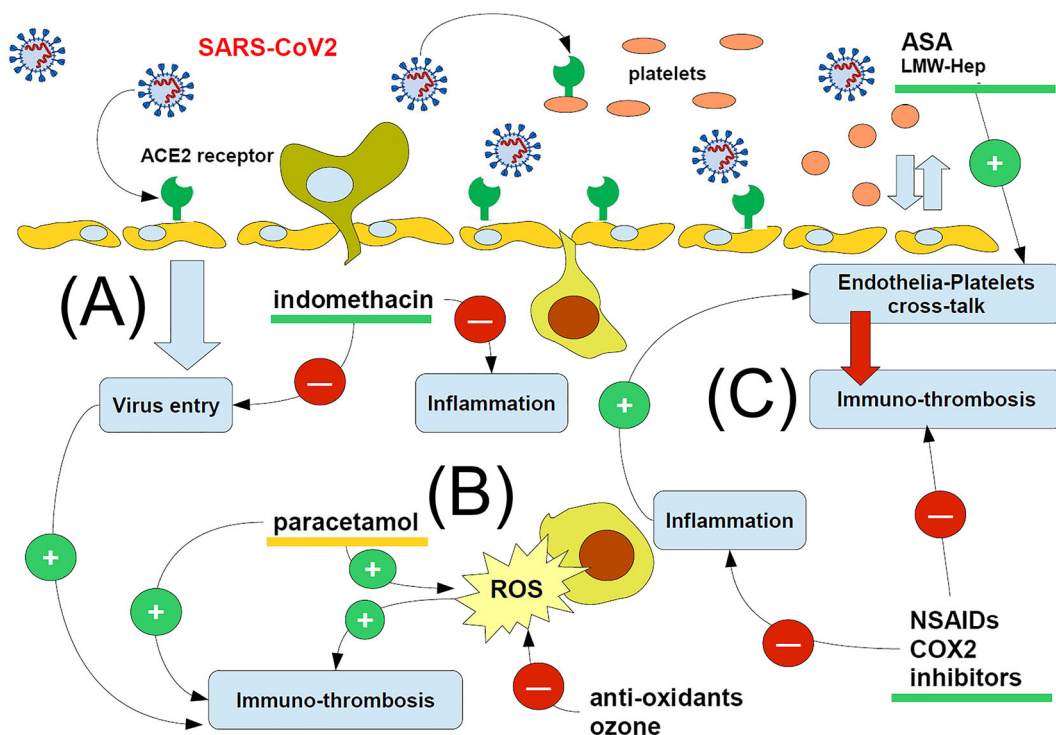 SARS-CoV2
platelets
ASA
LMW-Hep
ACE2 receptor
+
(A)
indomethacin
−
−
Virus entry
Inflammation
Endothelia-Platelets
cross-talk
(C)
Immuno-thrombosis
+
(B)
paracetamol
+
ROS
Inflammation
−
+
+
+
−
NSAIDs
COX2
inhibitors
Immuno-thrombosis
−
anti-oxidants
ozone